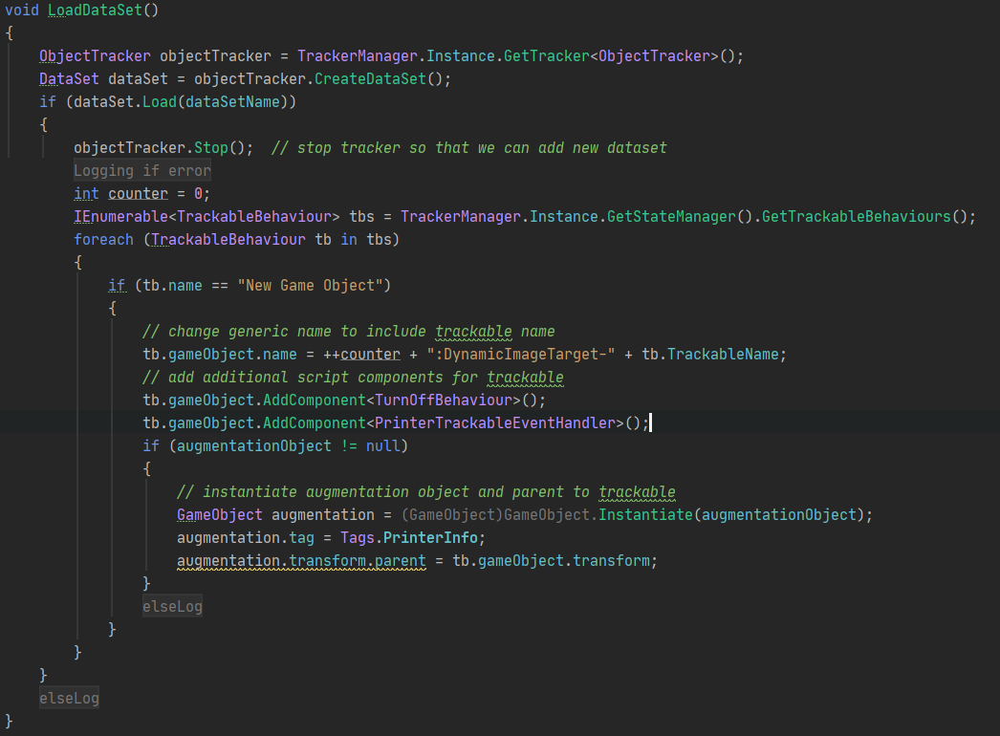 void LoadDataSet()
{
    ObjectTracker objectTracker = TrackerManager.Instance.GetTracker<ObjectTracker>();
    DataSet dataSet = objectTracker.CreateDataSet();
    if (dataSet.Load(dataSetName))
    {
        objectTracker.Stop();  // stop tracker so that we can add new dataset
        Logging if error
        int counter = 0;
        IEnumerable<TrackableBehaviour> tbs = TrackerManager.Instance.GetStateManager().GetTrackableBehaviours();
        foreach (TrackableBehaviour tb in tbs)
        {
            if (tb.name == "New Game Object")
            {
                // change generic name to include trackable name
                tb.gameObject.name = ++counter + ":DynamicImageTarget-" + tb.TrackableName;
                // add additional script components for trackable
                tb.gameObject.AddComponent<TurnOffBehaviour>();
                tb.gameObject.AddComponent<PrinterTrackableEventHandler>();
                if (augmentationObject != null)
                {
                    // instantiate augmentation object and parent to trackable
                    GameObject augmentation = (GameObject)GameObject.Instantiate(augmentationObject);
                    augmentation.tag = Tags.PrinterInfo;
                    augmentation.transform.parent = tb.gameObject.transform;
                }
                elseLog
            }
        }
    }
    elseLog
}